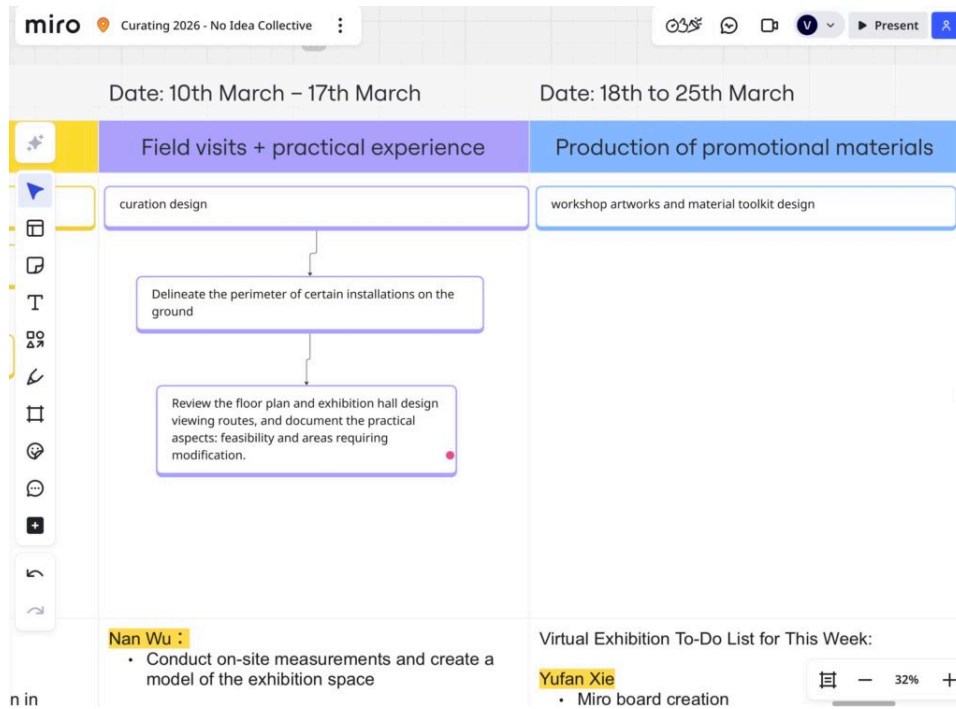 miro
Curating 2026 - No Idea Collective
V
Present
Date: 10th March – 17th March
Date: 18th to 25th March
Field visits + practical experience
Production of promotional materials
curation design
workshop artworks and material toolkit design
Delineate the perimeter of certain installations on the
ground
Review the floor plan and exhibition hall design
viewing routes, and document the practical
aspects: feasibility and areas requiring
modification.
Nan Wu：
• Conduct on-site measurements and create a
model of the exhibition space
n in
Virtual Exhibition To-Do List for This Week:
Yufan Xie
• Miro board creation
32%